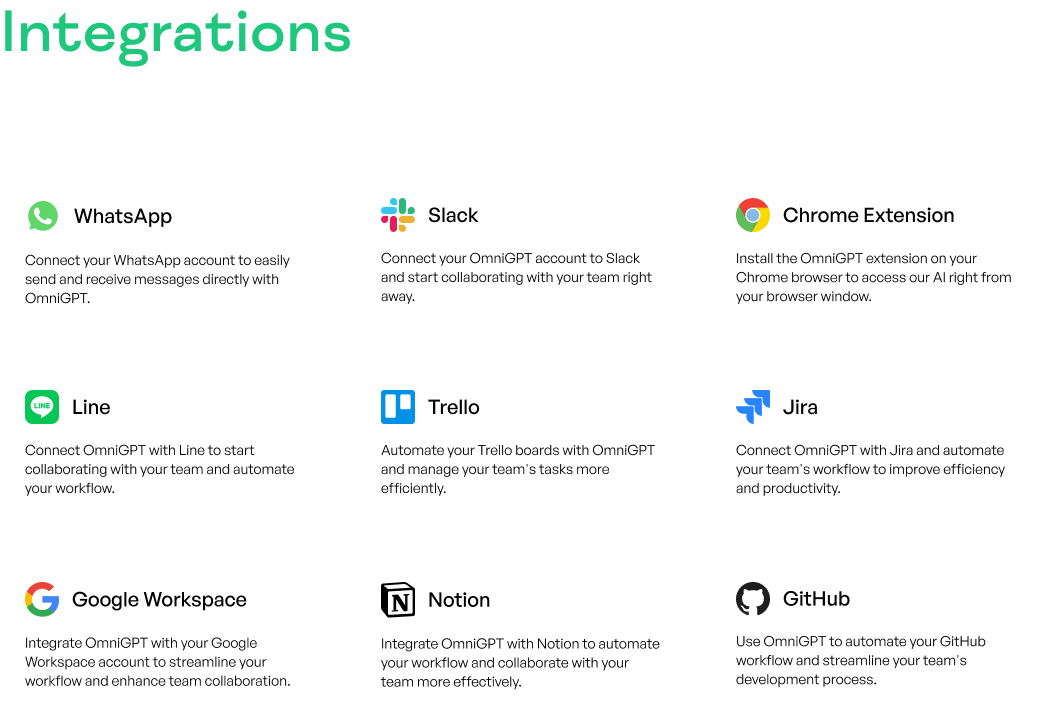 Integrations
WhatsApp
Connect your WhatsApp account to easily
send and receive messages directly with
OmniGPT.
Slack
Connect your OmniGPT account to Slack
and start collaborating with your team right
away.
Chrome Extension
Install the OmniGPT extension on your
Chrome browser to access our AI right from
your browser window.
LINE
Line
Connect OmniGPT with Line to start
collaborating with your team and automate
your workflow.
Trello
Automate your Trello boards with OmniGPT
and manage your team's tasks more
efficiently.
Jira
Connect OmniGPT with Jira and automate
your team's workflow to improve efficiency
and productivity.
G
Google Workspace
Integrate OmniGPT with your Google
Workspace account to streamline your
workflow and enhance team collaboration.
N
Notion
Integrate OmniGPT with Notion to automate
your workflow and collaborate with your
team more effectively.
GitHub
Use OmniGPT to automate your GitHub
workflow and streamline your team's
development process.